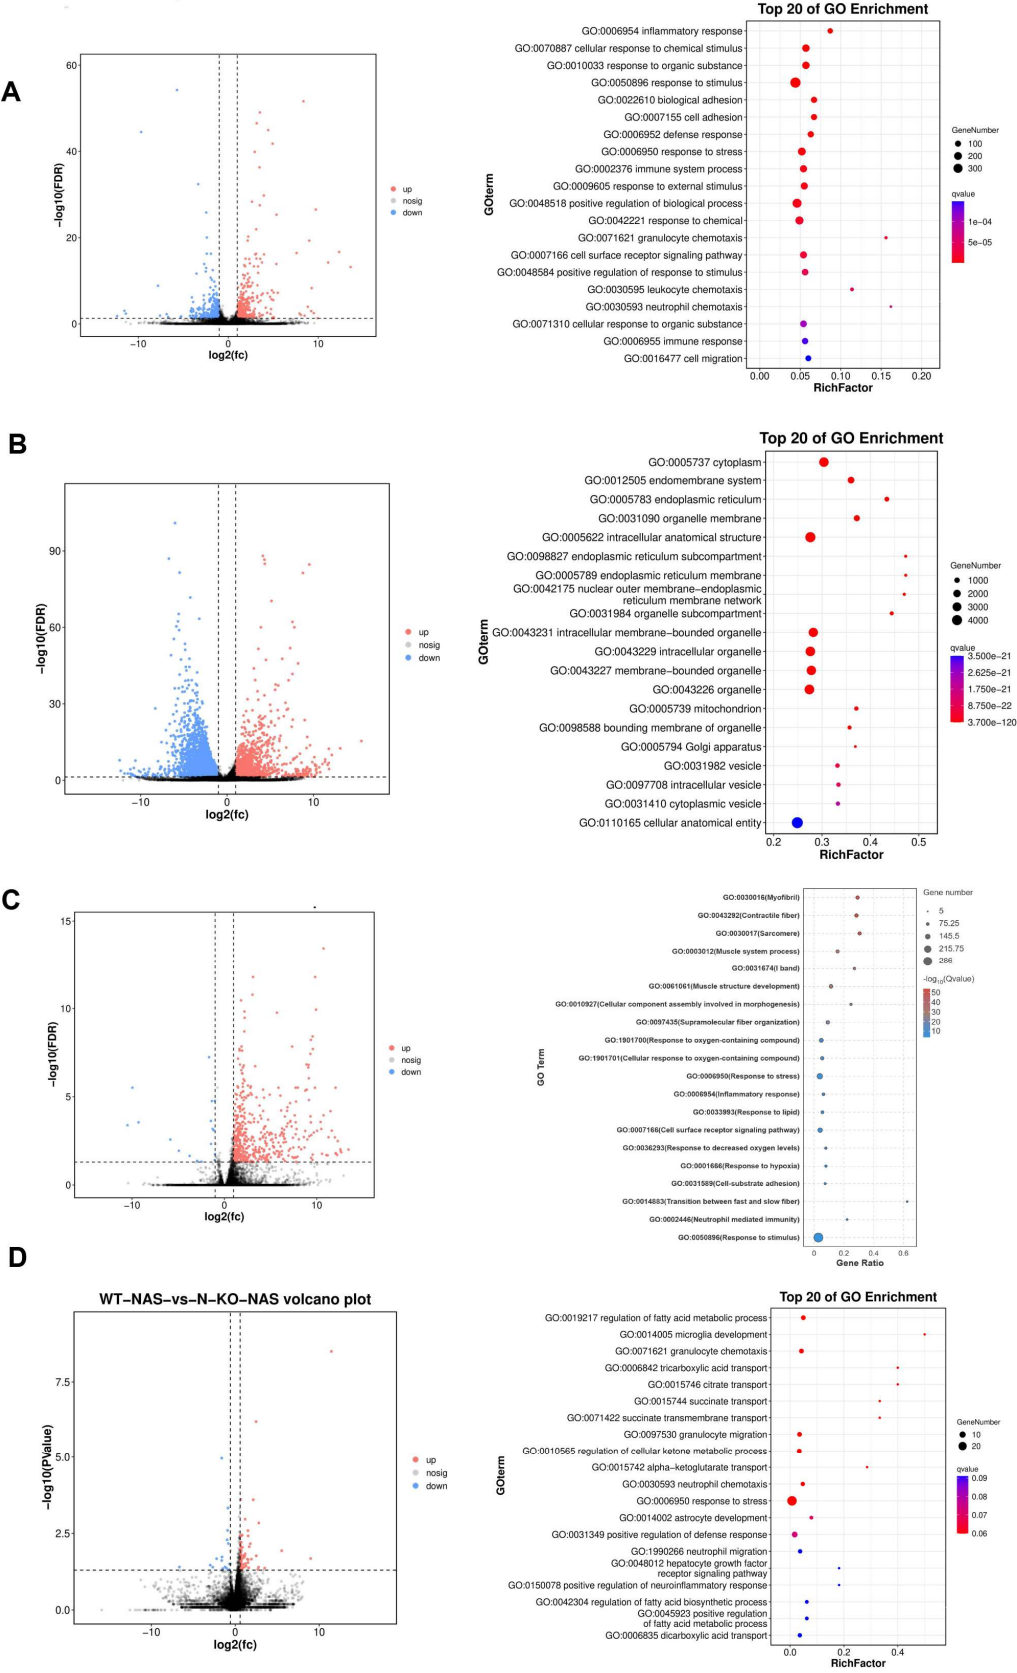 A
Top 20 of GO Enrichment
60
40
20
0
−10
0
10
−log10(FDR)
log2(fc)
up
nosig
down
GOterm
GO:0006954 inflammatory response
GO:0070887 cellular response to chemical stimulus
GO:0010033 response to organic substance
GO:0050896 response to stimulus
GO:0022610 biological adhesion
GO:0007155 cell adhesion
GO:0006952 defense response
GO:0006950 response to stress
GO:0002376 immune system process
GO:0009605 response to external stimulus
GO:0048518 positive regulation of biological process
GO:0042221 response to chemical
GO:0071621 granulocyte chemotaxis
GO:0007166 cell surface receptor signaling pathway
GO:0048584 positive regulation of response to stimulus
GO:0030595 leukocyte chemotaxis
GO:0030593 neutrophil chemotaxis
GO:0071310 cellular response to organic substance
GO:0006955 immune response
GO:0016477 cell migration
0.00 0.05 0.10 0.15 0.20
RichFactor
GeneNumber
100
200
300
qvalue
1e−04
5e−05
B
Top 20 of GO Enrichment
90
60
30
0
−10
0
10
−log10(FDR)
log2(fc)
up
nosig
down
GOterm
GO:0005737 cytoplasm
GO:0012505 endomembrane system
GO:0005783 endoplasmic reticulum
GO:0031090 organelle membrane
GO:0005622 intracellular anatomical structure
GO:0098827 endoplasmic reticulum subcompartment
GO:0005789 endoplasmic reticulum membrane
GO:0042175 nuclear outer membrane−endoplasmic
reticulum membrane network
GO:0031984 organelle subcompartment
GO:0043231 intracellular membrane−bounded organelle
GO:0043229 intracellular organelle
GO:0043227 membrane−bounded organelle
GO:0043226 organelle
GO:0005739 mitochondrion
GO:0098588 bounding membrane of organelle
GO:0005794 Golgi apparatus
GO:0031982 vesicle
GO:0097708 intracellular vesicle
GO:0031410 cytoplasmic vesicle
GO:0110165 cellular anatomical entity
0.2 0.3 0.4 0.5
RichFactor
GeneNumber
1000
2000
3000
4000
qvalue
3.500e−21
2.625e−21
1.750e−21
8.750e−22
3.700e−120
C
15
10
5
0
−10
0
10
−log10(FDR)
log2(fc)
up
nosig
down
GO Term
GO:0030016(Myofibril)
GO:0043292(Contractile fiber)
GO:0030017(Sarcomere)
GO:0003012(Muscle system process)
GO:0031674(I band)
GO:0061061(Muscle structure development)
GO:0010927(Cellular component assembly involved in morphogenesis)
GO:0097435(Supramolecular fiber organization)
GO:1901700(Response to oxygen-containing compound)
GO:1901701(Cellular response to oxygen-containing compound)
GO:0006950(Response to stress)
GO:0006954(Inflammatory response)
GO:0033993(Response to lipid)
GO:0007166(Cell surface receptor signaling pathway)
GO:0036293(Response to decreased oxygen levels)
GO:0001666(Response to hypoxia)
GO:0031589(Cell-substrate adhesion)
GO:0014883(Transition between fast and slow fiber)
GO:0002446(Neutrophil mediated immunity)
GO:0050896(Response to stimulus)
0 0.2 0.4 0.6
Gene Ratio
Gene number
5
75.25
145.5
215.75
286
-log10(Qvalue)
50
40
30
20
10
D
WT−NAS−vs−N−KO−NAS volcano plot
7.5
5.0
2.5
0.0
−10
0
10
−log10(PValue)
log2(fc)
up
nosig
down
Top 20 of GO Enrichment
GOterm
GO:0019217 regulation of fatty acid metabolic process
GO:0014005 microglia development
GO:0071621 granulocyte chemotaxis
GO:0006842 tricarboxylic acid transport
GO:0015746 citrate transport
GO:0015744 succinate transport
GO:0071422 succinate transmembrane transport
GO:0097530 granulocyte migration
GO:0010565 regulation of cellular ketone metabolic process
GO:0015742 alpha−ketoglutarate transport
GO:0030593 neutrophil chemotaxis
GO:0006950 response to stress
GO:0014002 astrocyte development
GO:0031349 positive regulation of defense response
GO:1990266 neutrophil migration
GO:0048012 hepatocyte growth factor
receptor signaling pathway
GO:0150078 positive regulation of neuroinflammatory response
GO:0042304 regulation of fatty acid biosynthetic process
GO:0045923 positive regulation
of fatty acid metabolic process
GO:0006835 dicarboxylic acid transport
0.0 0.2 0.4
RichFactor
GeneNumber
10
20
qvalue
0.09
0.08
0.07
0.06